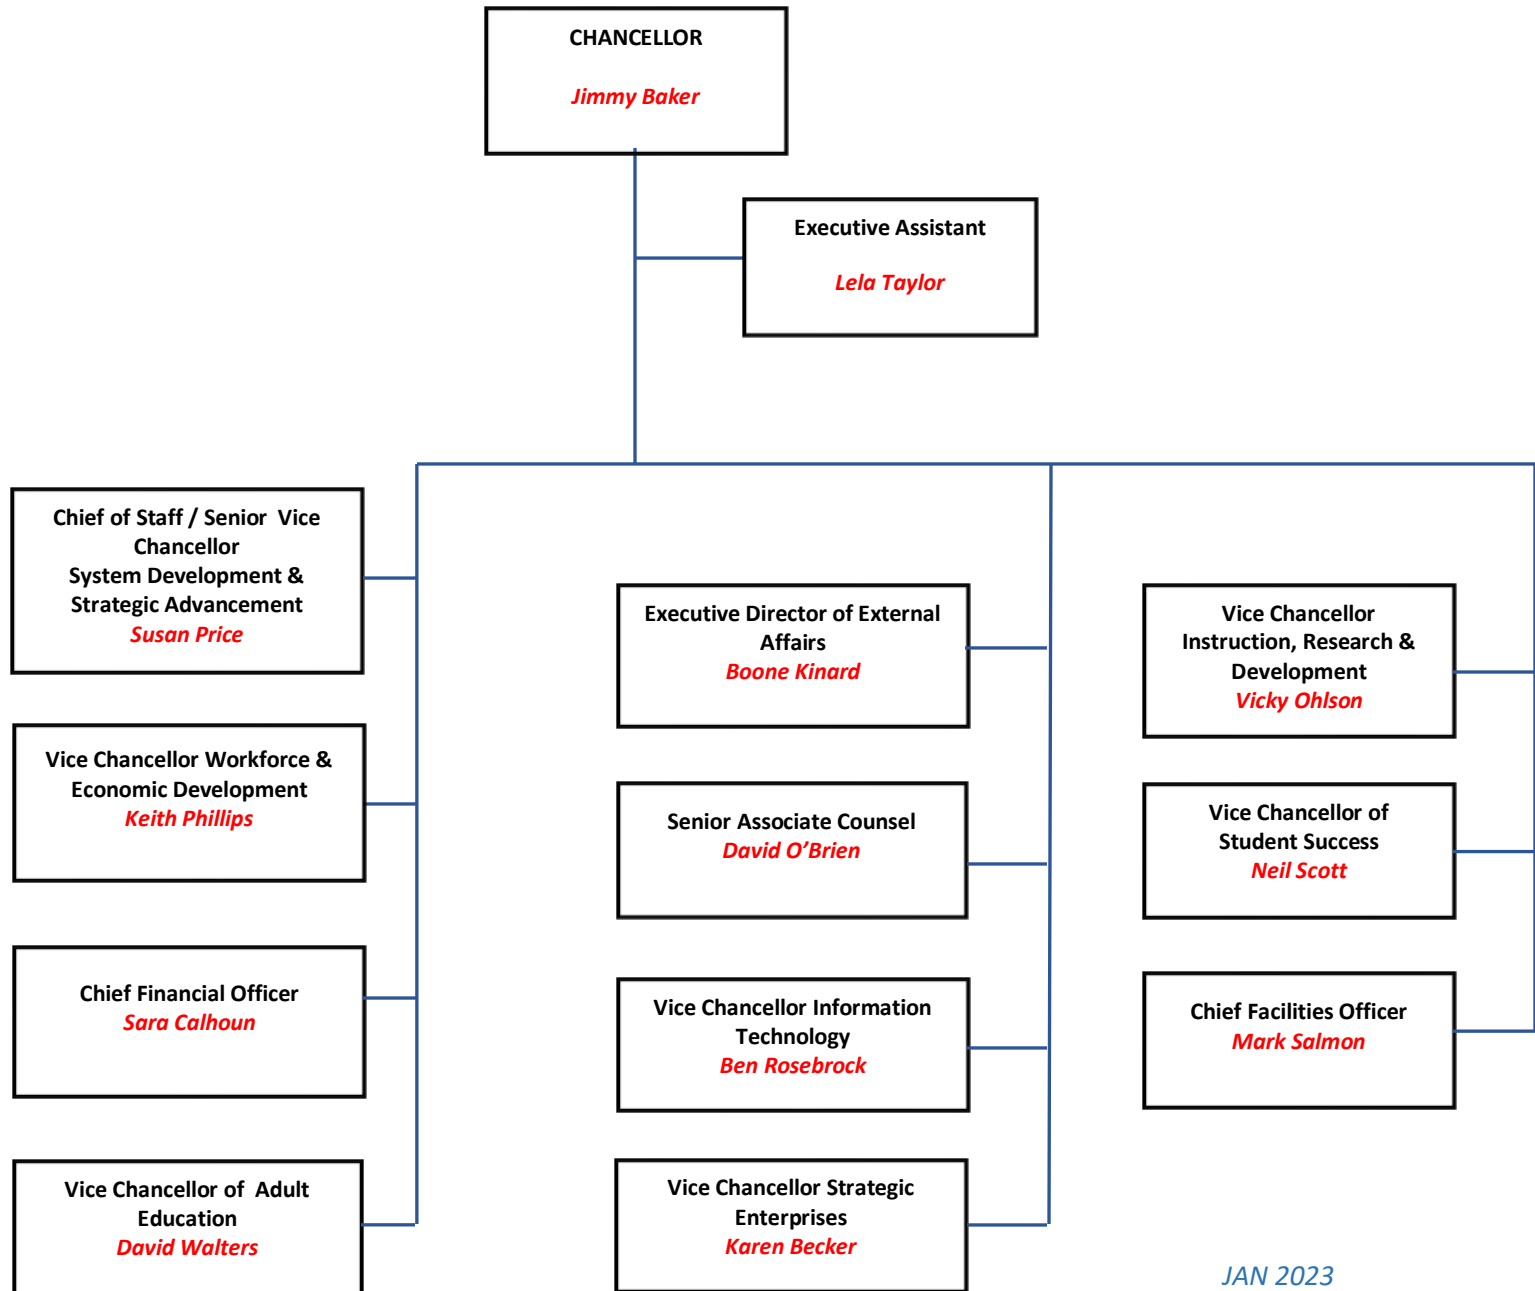 CHANCELLOR
Jimmy Baker
Executive Assistant
Lela Taylor
Chief of Staff / Senior Vice
Chancellor
System Development &
Strategic Advancement
Susan Price
Vice Chancellor Workforce &
Economic Development
Keith Phillips
Chief Financial Officer
Sara Calhoun
Vice Chancellor of Adult
Education
David Walters
Executive Director of External
Affairs
Boone Kinard
Senior Associate Counsel
David O’Brien
Vice Chancellor Information
Technology
Ben Rosebrock
Vice Chancellor Strategic
Enterprises
Karen Becker
Vice Chancellor
Instruction, Research &
Development
Vicky Ohlson
Vice Chancellor of
Student Success
Neil Scott
Chief Facilities Officer
Mark Salmon
JAN 2023